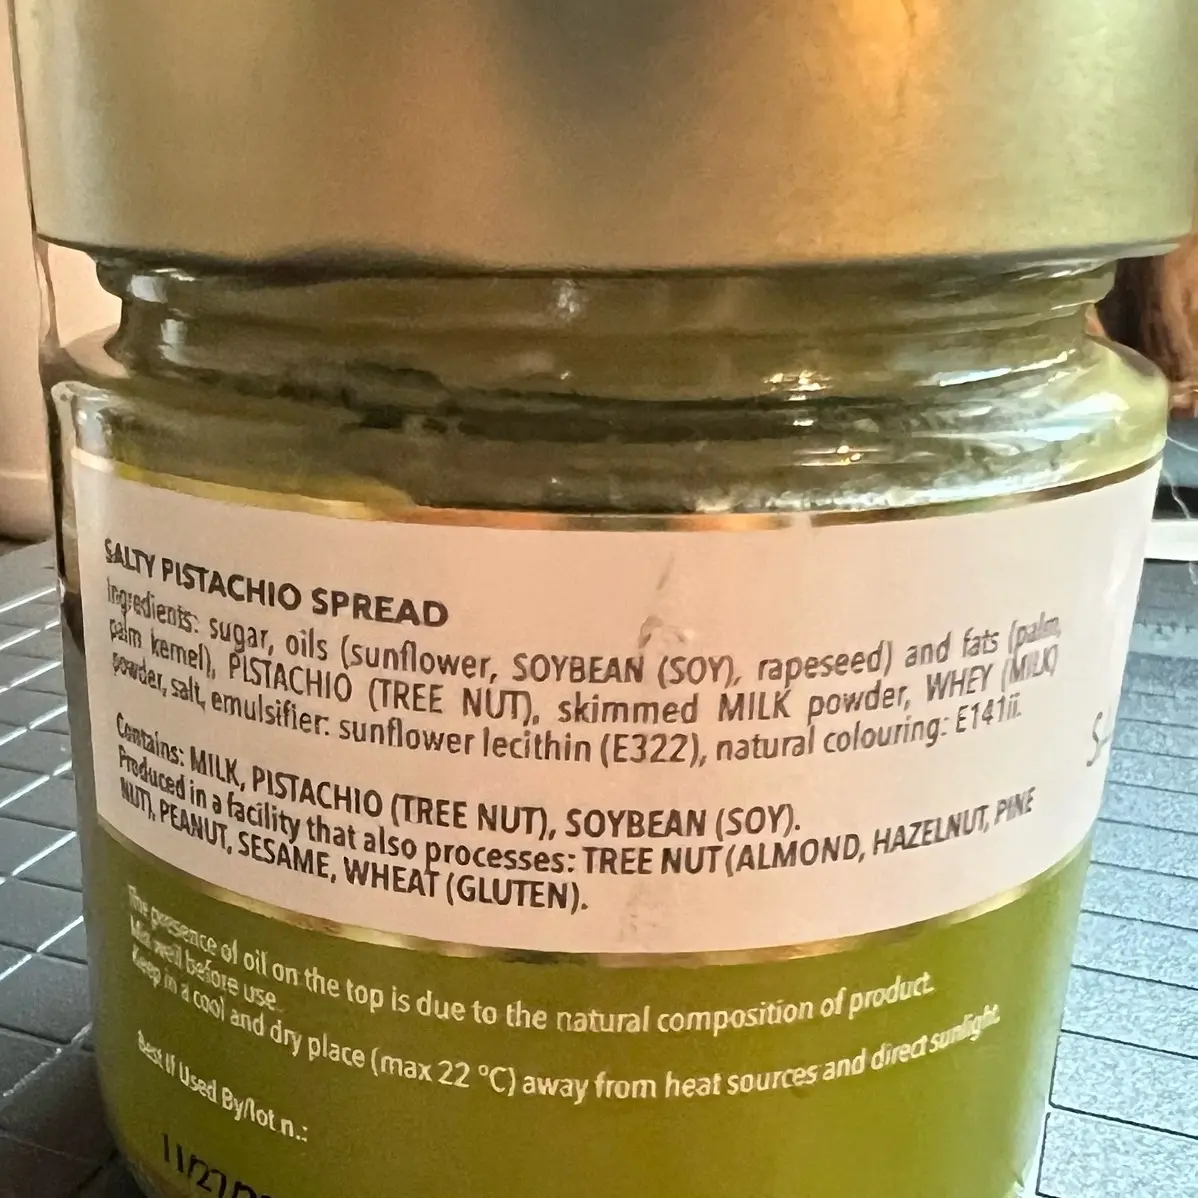 SALTY PISTACHIO SPREAD
Ingredients: sugar, oils (sunflower, SOYBEAN (SOY), rapeseed) and fats (palm,
palm kernel), PISTACHIO (TREE NUT), skimmed MILK powder, WHEY (MILK)
powder, salt, emulsifier: sunflower lecithin (E322), natural colouring: E141ii.
Contains: MILK, PISTACHIO (TREE NUT), SOYBEAN (SOY).
Produced in a facility that also processes: TREE NUT (ALMOND, HAZELNUT, PINE
NUT), PEANUT, SESAME, WHEAT (GLUTEN).
The presence of oil on the top is due to the natural composition of product.
Mix well before use.
Keep in a cool and dry place (max 22 °C) away from heat sources and direct sunlight.
Best If Used By/lot n.:
11/27/